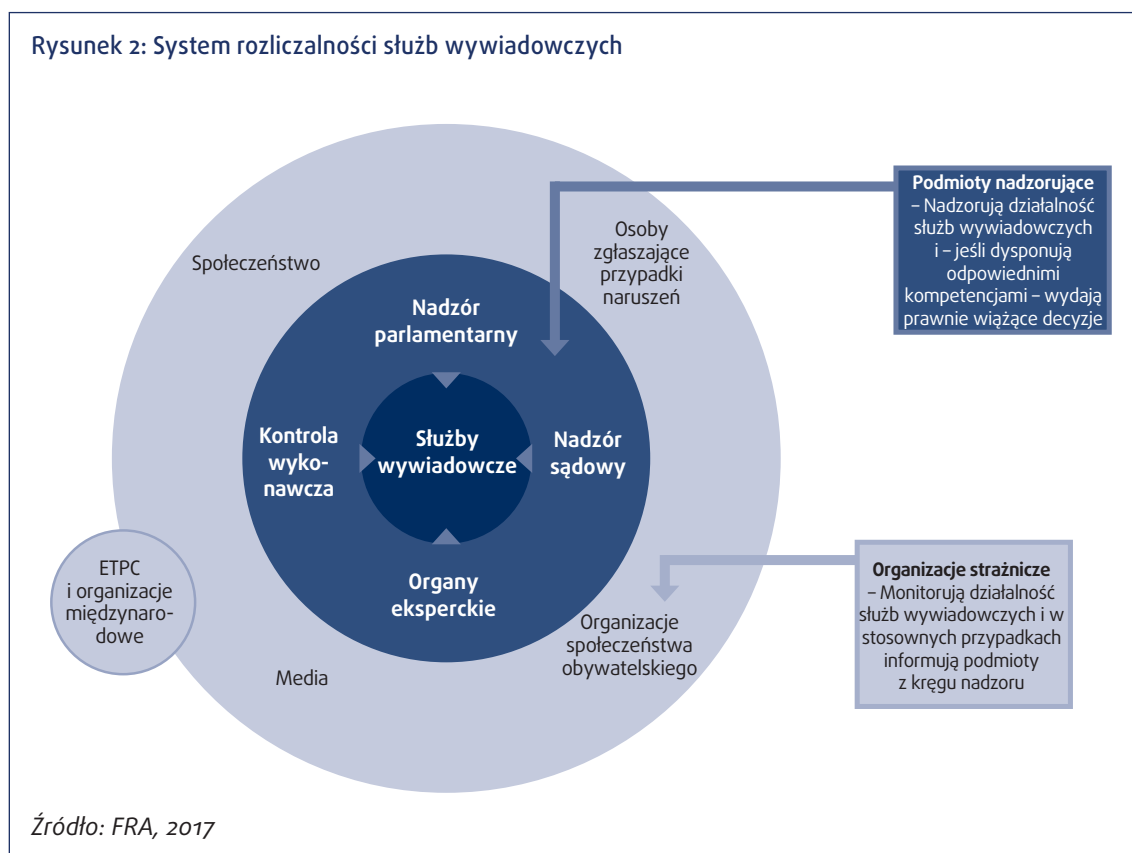 Rysunek 2: System rozliczalności służb wywiadowczych
Społeczeństwo
Osoby
zgłaszające
przypadki
naruszeń
Podmioty nadzorujące
– Nadzorują działalność
służb wywiadowczych
i – jeśli dysponują
odpowiednimi
kompetencjami – wydają
prawnie wiążące decyzje
Nadzór
parlamentarny
Kontrola
wyko-
nawcza
Służby
wywiadowcze
Nadzór
sądowy
Organy
eksperckie
ETPC
i organizacje
międzynaro-
dowe
Media
Organizacje
społeczeństwa
obywatelskiego
Organizacje strażnicze
– Monitorują działalność
służb wywiadowczych i w
stosownych przypadkach
informują podmioty
z kręgu nadzoru
Źródło: FRA, 2017